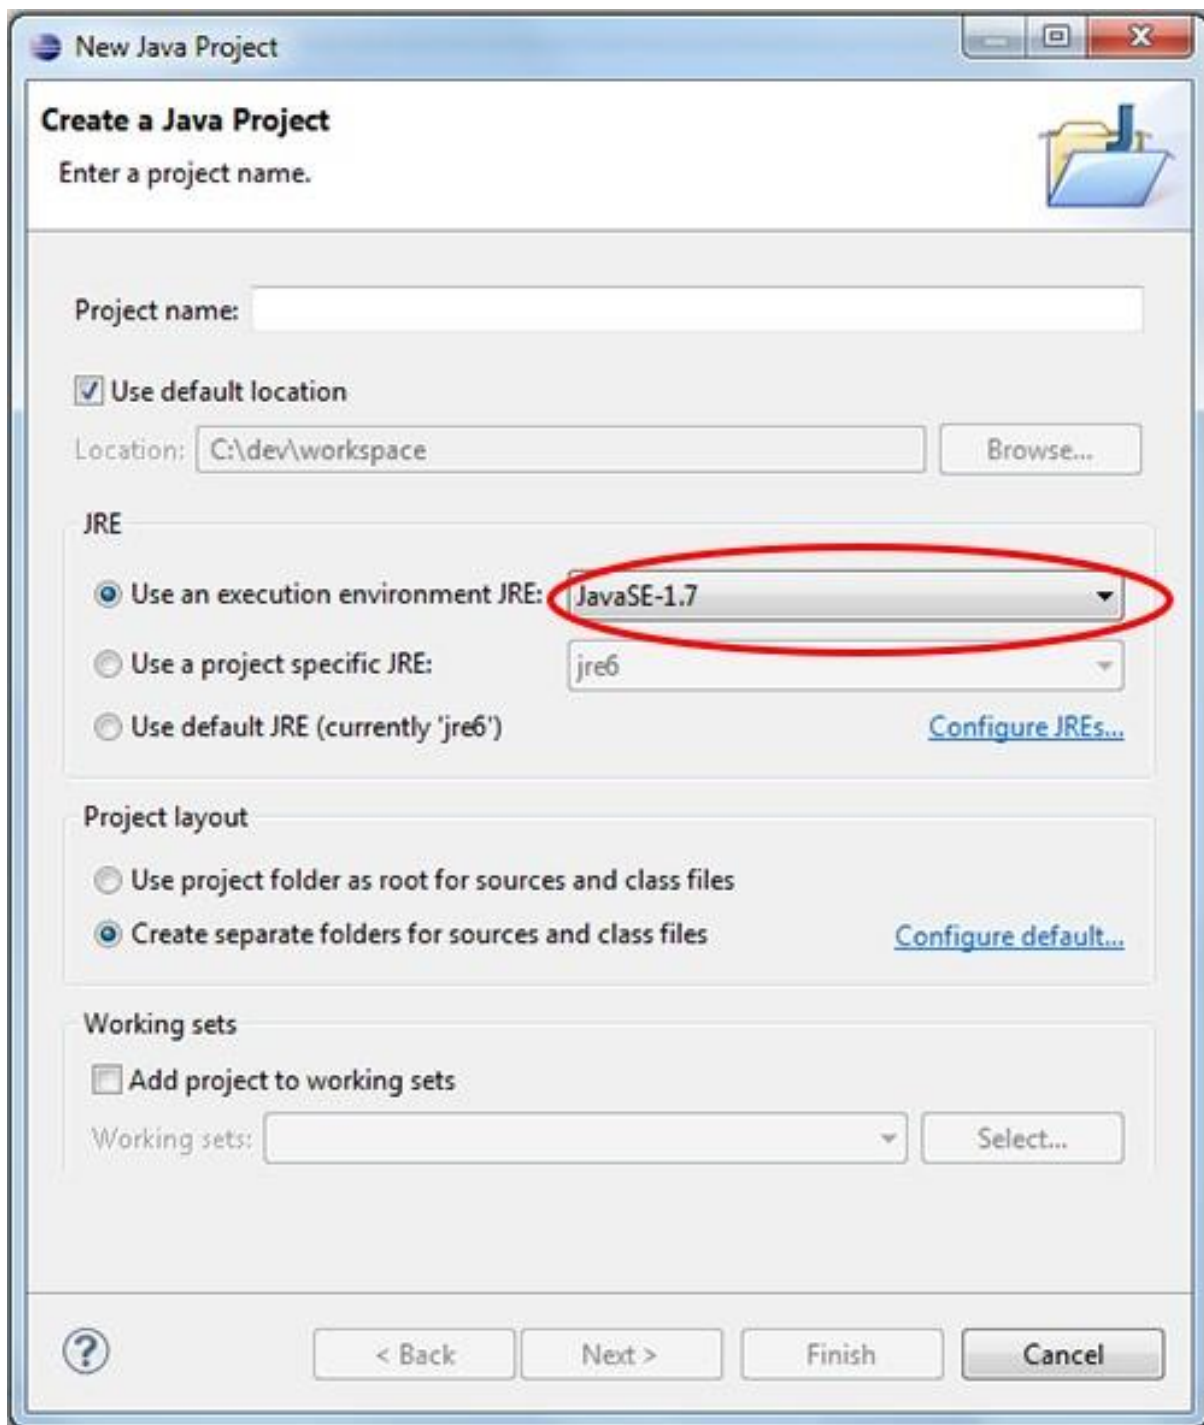 New Java Project
Create a Java Project
Enter a project name.
Project name:
Use default location
Location: C:\dev\workspace Browse...
JRE
Use an execution environment JRE: JavaSE-1.7
Use a project specific JRE: jre6
Use default JRE (currently 'jre6') Configure JREs...
Project layout
Use project folder as root for sources and class files
Create separate folders for sources and class files Configure default...
Working sets
Add project to working sets
Working sets: Select...
? < Back Next > Finish Cancel